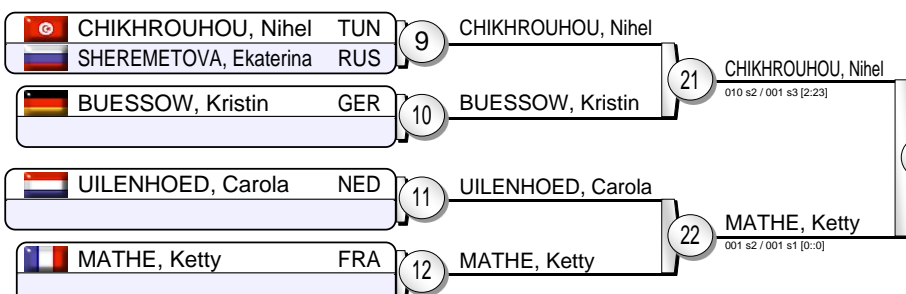 CHIKHROUHOU, Nihel TUN
SHEREMETOVA, Ekaterina RUS
9
CHIKHROUHOU, Nihel
BUESSOW, Kristin GER
10
BUESSOW, Kristin
21
CHIKHROUHOU, Nihel
010 s2 / 001 s3 [2:23]
UILENHOED, Carola NED
11
UILENHOED, Carola
MATHE, Ketty FRA
12
MATHE, Ketty
22
MATHE, Ketty
001 s2 / 001 s1 [0::0]